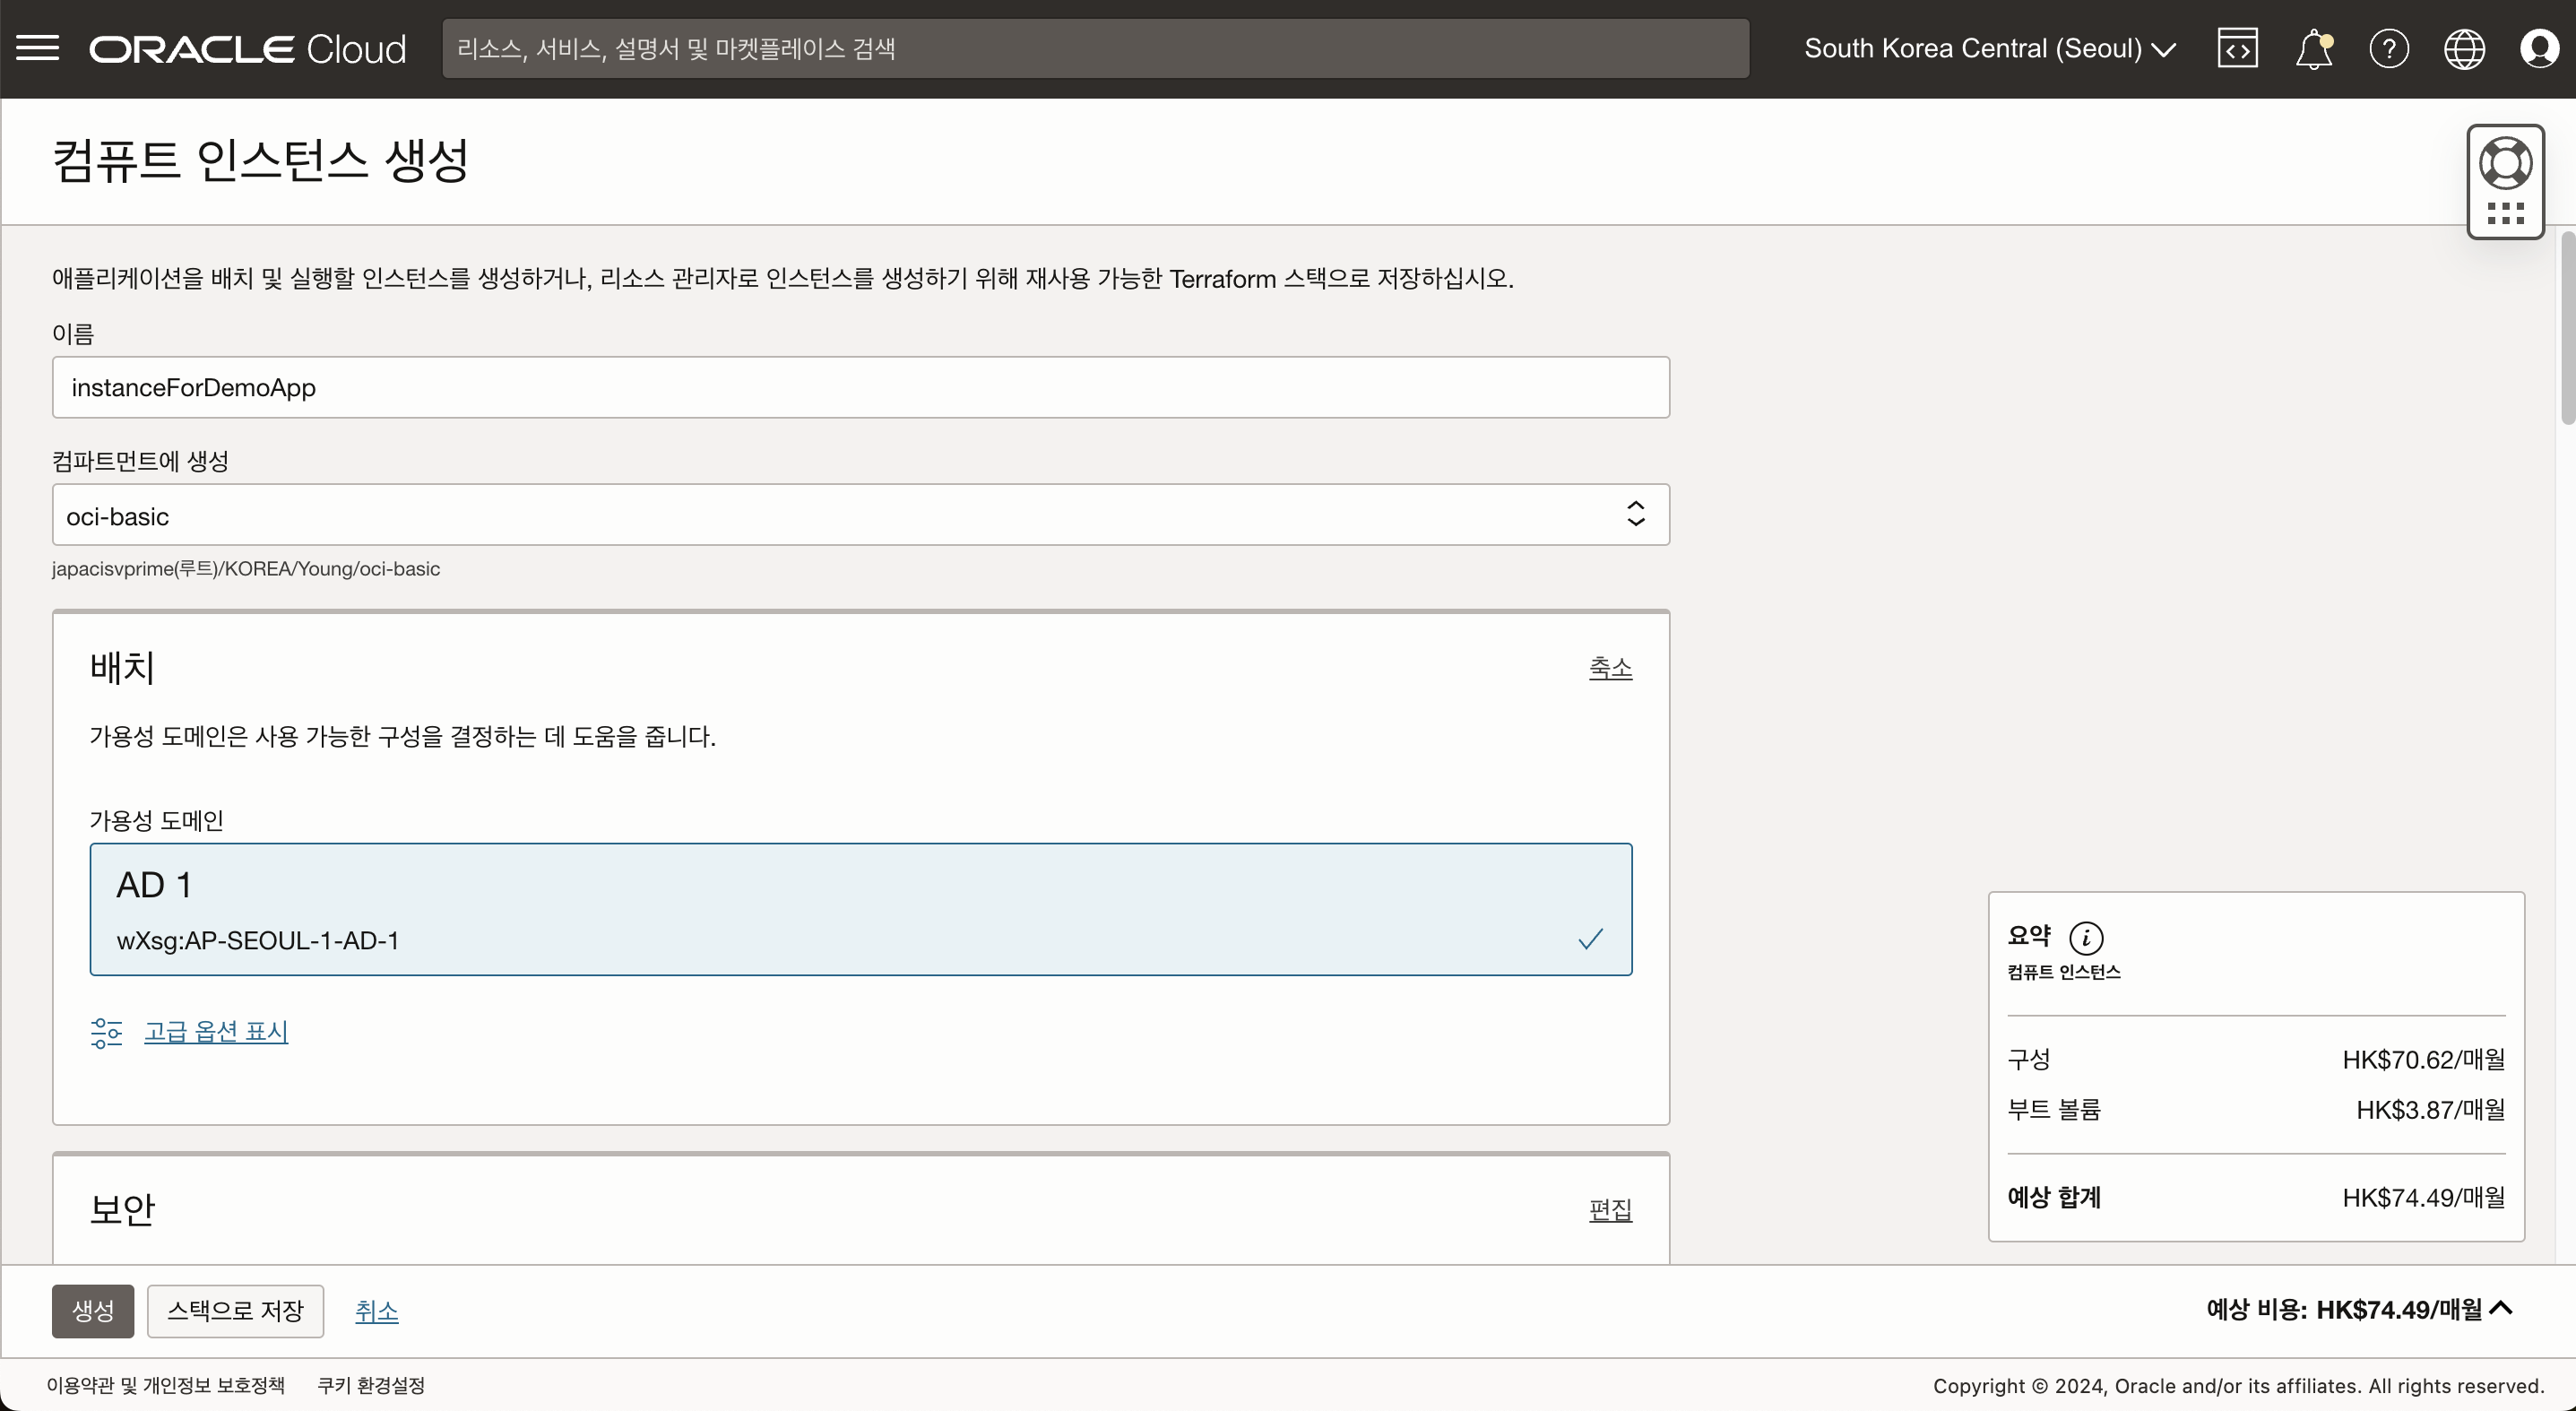 ORACLE Cloud
리소스, 서비스, 설명서 및 마켓플레이스 검색
South Korea Central (Seoul)
컴퓨트 인스턴스 생성
애플리케이션을 배치 및 실행할 인스턴스를 생성하거나, 리소스 관리자로 인스턴스를 생성하기 위해 재사용 가능한 Terraform 스택으로 저장하십시오.
이름
instanceForDemoApp
컴파트먼트에 생성
oci-basic
japacisvprime(루트)/KOREA/Young/oci-basic
배치
축소
가용성 도메인은 사용 가능한 구성을 결정하는 데 도움을 줍니다.
가용성 도메인
AD 1
wXsg:AP-SEOUL-1-AD-1
고급 옵션 표시
보안
편집
요약
컴퓨트 인스턴스
구성 HK$70.62/매월
부트 볼륨 HK$3.87/매월
예상 합계 HK$74.49/매월
생성
스택으로 저장
취소
예상 비용: HK$74.49/매월
이용약관 및 개인정보 보호정책
쿠키 환경설정
Copyright © 2024, Oracle and/or its affiliates. All rights reserved.